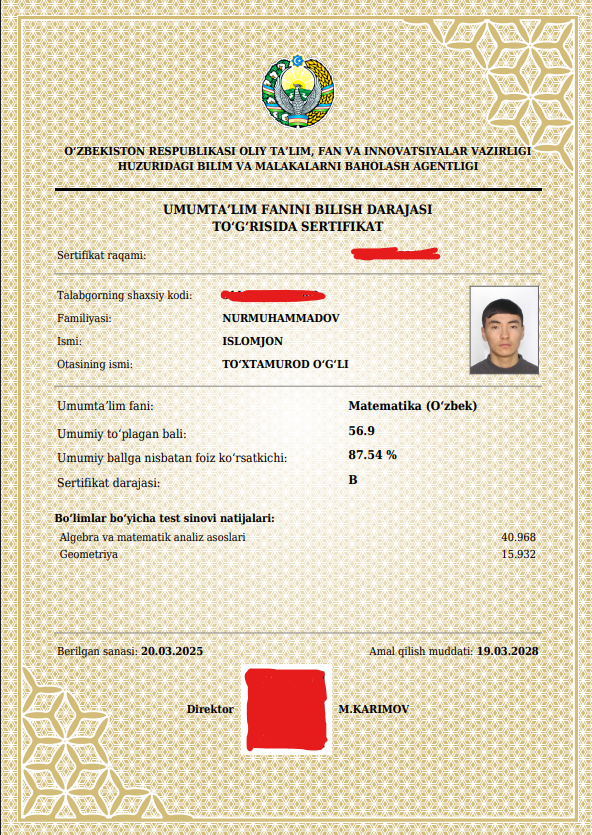 O‘ZBEKISTON RESPUBLIKASI OLIY TA’LIM, FAN VA INNOVATSIYALAR VAZIRLIGI
HUZURIDAGI BILIM VA MALAKALARNI BAHOLASH AGENTLIGI
UMUMTA’LIM FANINI BILISH DARAJASI
TO‘G‘RISIDA SERTIFIKAT
Sertifikat raqami:
Talabgorning shaxsiy kodi:
Familiyasi: NURMUHAMMADOV
Ismi: ISLOMJON
Otasining ismi: TO‘XTAMUROD O‘G‘LI
Umumta’lim fani: Matematika (O‘zbek)
Umumiy to‘plagan bali: 56.9
Umumiy ballga nisbatan foiz ko‘rsatkichi: 87.54 %
Sertifikat darajasi: B
Bo‘limlar bo‘yicha test sinovi natijalari:
Algebra va matematik analiz asoslari 40.968
Geometriya 15.932
Berilgan sanasi: 20.03.2025 Amal qilish muddati: 19.03.2028
Direktor M.KARIMOV